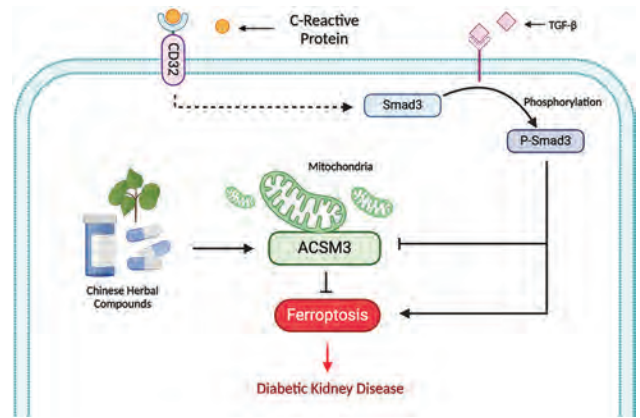 C-Reactive
Protein
TGF-β
CD32
Smad3
Phosphorylation
P-Smad3
Mitochondria
ACSM3
Chinese Herbal
Compounds
Ferroptosis
Diabetic Kidney Disease